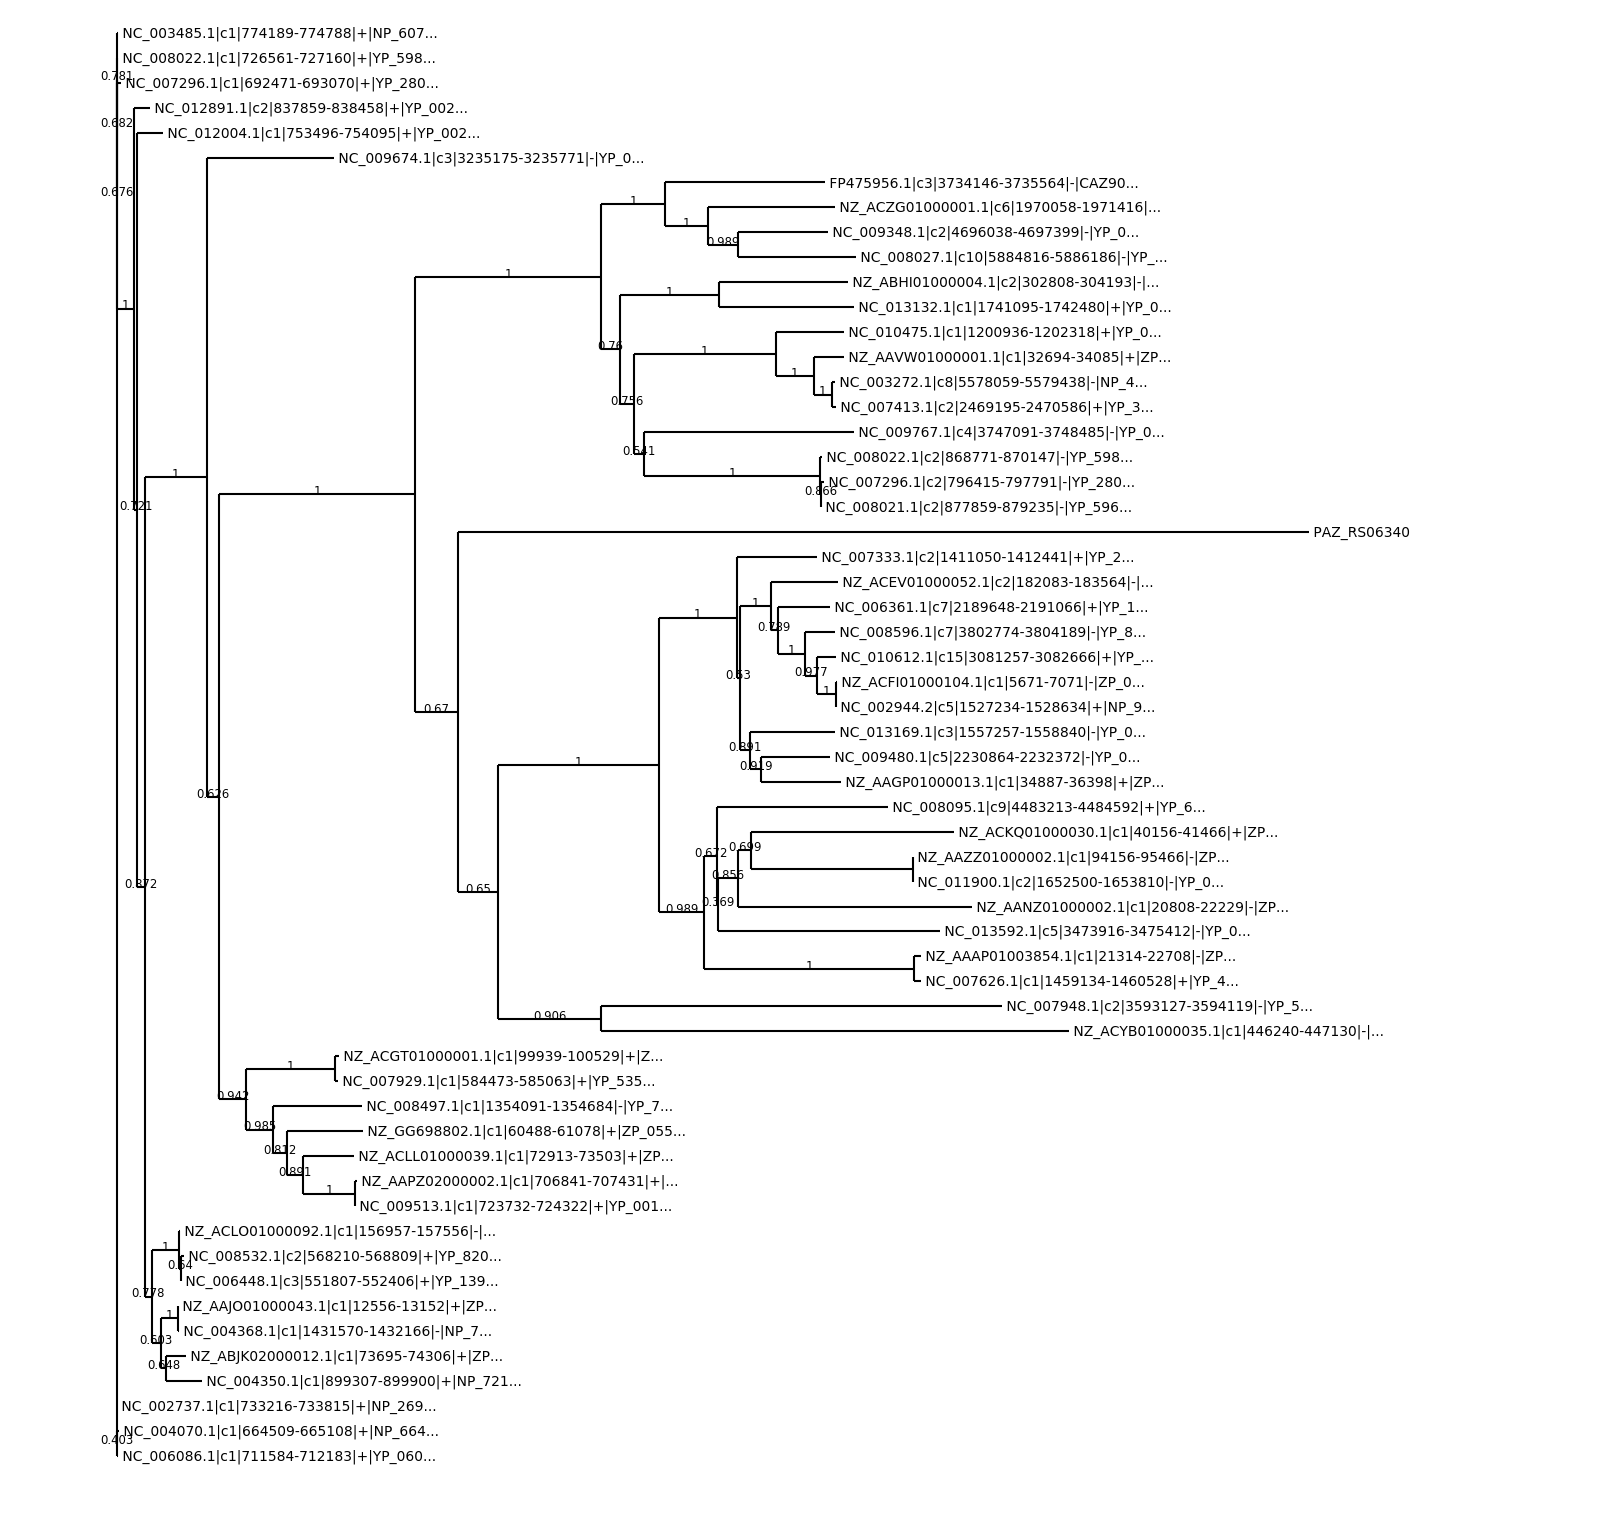 NC_003485.1|c1|774189-774788|+|NP_607...
NC_008022.1|c1|726561-727160|+|YP_598...
0.781
NC_007296.1|c1|692471-693070|+|YP_280...
NC_012891.1|c2|837859-838458|+|YP_002...
0.682
NC_012004.1|c1|753496-754095|+|YP_002...
NC_009674.1|c3|3235175-3235771|-|YP_0...
FP475956.1|c3|3734146-3735564|-|CAZ90...
0.676
1
NZ_ACZG01000001.1|c6|1970058-1971416|...
1
NC_009348.1|c2|4696038-4697399|-|YP_0...
0.989
NC_008027.1|c10|5884816-5886186|-|YP_...
1
NZ_ABHI01000004.1|c2|302808-304193|-|...
1
1
NC_013132.1|c1|1741095-1742480|+|YP_0...
NC_010475.1|c1|1200936-1202318|+|YP_0...
0.76
1
NZ_AAVW01000001.1|c1|32694-34085|+|ZP...
1
NC_003272.1|c8|5578059-5579438|-|NP_4...
1
0.756
NC_007413.1|c2|2469195-2470586|+|YP_3...
NC_009767.1|c4|3747091-3748485|-|YP_0...
0.541
NC_008022.1|c2|868771-870147|-|YP_598...
1
1
NC_007296.1|c2|796415-797791|-|YP_280...
1
0.866
0.721
NC_008021.1|c2|877859-879235|-|YP_596...
PAZ_RS06340
NC_007333.1|c2|1411050-1412441|+|YP_2...
NZ_ACEV01000052.1|c2|182083-183564|-|...
1
NC_006361.1|c7|2189648-2191066|+|YP_1...
1
0.789
NC_008596.1|c7|3802774-3804189|-|YP_8...
1
NC_010612.1|c15|3081257-3082666|+|YP_...
0.977
0.53
NZ_ACFI01000104.1|c1|5671-7071|-|ZP_0...
1
NC_002944.2|c5|1527234-1528634|+|NP_9...
0.67
NC_013169.1|c3|1557257-1558840|-|YP_0...
0.891
NC_009480.1|c5|2230864-2232372|-|YP_0...
1
0.919
NZ_AAGP01000013.1|c1|34887-36398|+|ZP...
0.626
NC_008095.1|c9|4483213-4484592|+|YP_6...
NZ_ACKQ01000030.1|c1|40156-41466|+|ZP...
0.699
0.672
NZ_AAZZ01000002.1|c1|94156-95466|-|ZP...
0.856
NC_011900.1|c2|1652500-1653810|-|YP_0...
0.872
0.65
0.369
NZ_AANZ01000002.1|c1|20808-22229|-|ZP...
0.989
NC_013592.1|c5|3473916-3475412|-|YP_0...
NZ_AAAP01003854.1|c1|21314-22708|-|ZP...
1
NC_007626.1|c1|1459134-1460528|+|YP_4...
NC_007948.1|c2|3593127-3594119|-|YP_5...
0.906
NZ_ACYB01000035.1|c1|446240-447130|-|...
NZ_ACGT01000001.1|c1|99939-100529|+|Z...
1
NC_007929.1|c1|584473-585063|+|YP_535...
0.942
NC_008497.1|c1|1354091-1354684|-|YP_7...
0.985
NZ_GG698802.1|c1|60488-61078|+|ZP_055...
0.812
NZ_ACLL01000039.1|c1|72913-73503|+|ZP...
0.891
NZ_AAPZ02000002.1|c1|706841-707431|+|...
1
NC_009513.1|c1|723732-724322|+|YP_001...
NZ_ACLO01000092.1|c1|156957-157556|-|...
1
NC_008532.1|c2|568210-568809|+|YP_820...
0.64
NC_006448.1|c3|551807-552406|+|YP_139...
0.778
NZ_AAJO01000043.1|c1|12556-13152|+|ZP...
1
NC_004368.1|c1|1431570-1432166|-|NP_7...
0.603
NZ_ABJK02000012.1|c1|73695-74306|+|ZP...
0.648
NC_004350.1|c1|899307-899900|+|NP_721...
NC_002737.1|c1|733216-733815|+|NP_269...
NC_004070.1|c1|664509-665108|+|NP_664...
0.403
NC_006086.1|c1|711584-712183|+|YP_060...